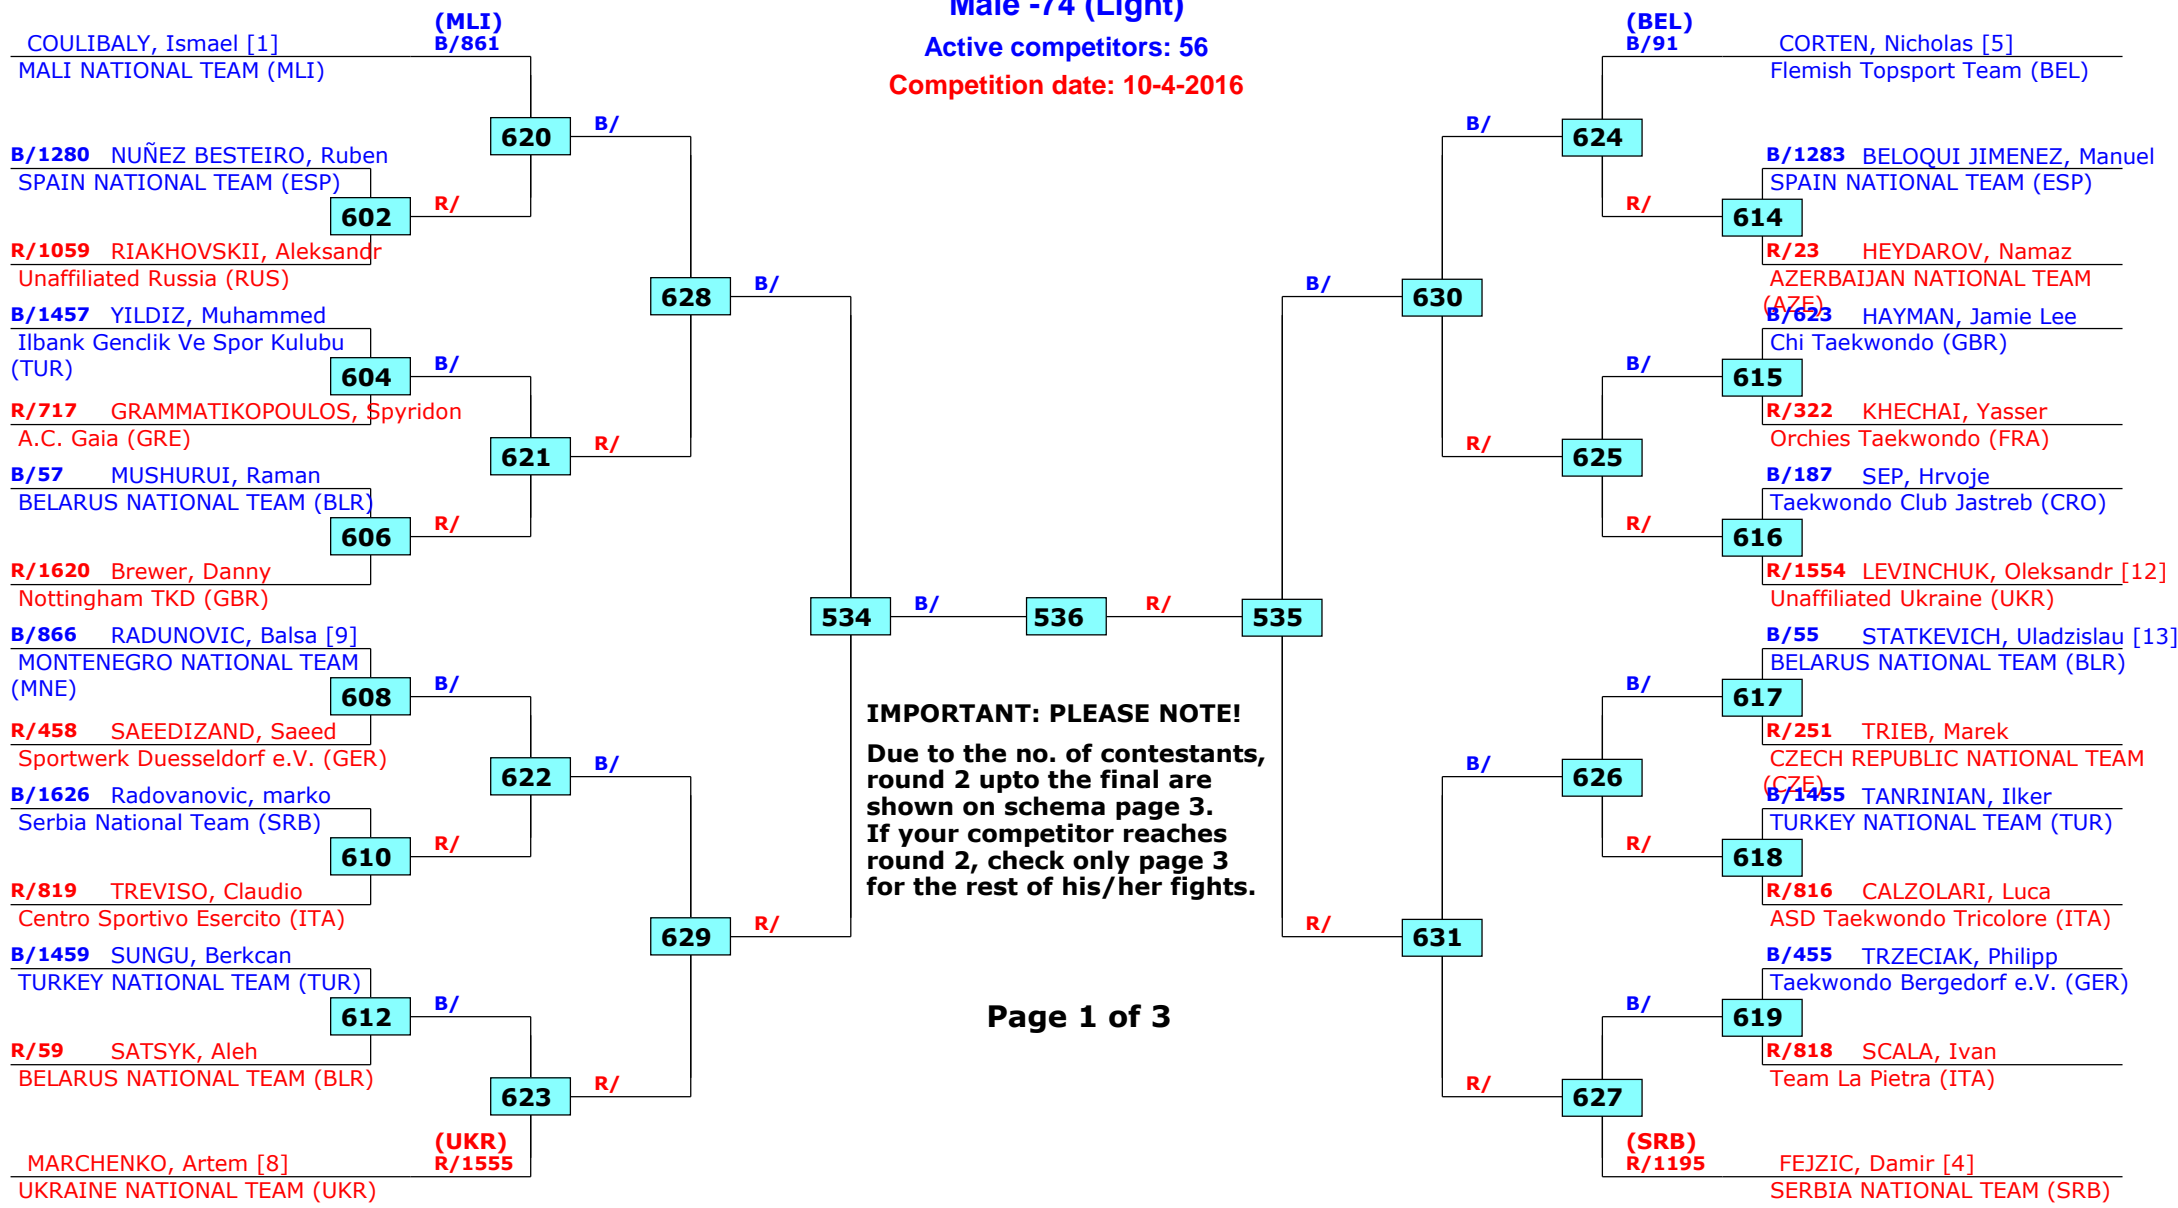 Male -74 (Light)
Active competitors: 56
Competition date: 10-4-2016
(MLI)
COULIBALY, Ismael [1] B/861
MALI NATIONAL TEAM (MLI)
620
B/
B/1280 NUÑEZ BESTEIRO, Ruben
SPAIN NATIONAL TEAM (ESP)
602
R/
R/1059 RIAKHOVSKII, Aleksandr
Unaffiliated Russia (RUS)
628
B/
B/1457 YILDIZ, Muhammed
Ilbank Genclik Ve Spor Kulubu
(TUR)
604
B/
R/717 GRAMMATIKOPOULOS, Spyridon
A.C. Gaia (GRE)
621
R/
B/57 MUSHURUI, Raman
BELARUS NATIONAL TEAM (BLR)
606
R/
R/1620 Brewer, Danny
Nottingham TKD (GBR)
534
B/
536
R/
535
B/866 RADUNOVIC, Balsa [9]
MONTENEGRO NATIONAL TEAM
(MNE)
608
B/
R/458 SAEEDIZAND, Saeed
Sportwerk Duesseldorf e.V. (GER)
622
B/
B/1626 Radovanovic, marko
Serbia National Team (SRB)
610
R/
R/819 TREVISO, Claudio
Centro Sportivo Esercito (ITA)
629
R/
B/1459 SUNGU, Berkcan
TURKEY NATIONAL TEAM (TUR)
612
B/
R/59 SATSYK, Aleh
BELARUS NATIONAL TEAM (BLR)
623
R/
(UKR)
MARCHENKO, Artem [8] R/1555
UKRAINE NATIONAL TEAM (UKR)
IMPORTANT: PLEASE NOTE!
Due to the no. of contestants,
round 2 upto the final are
shown on schema page 3.
If your competitor reaches
round 2, check only page 3
for the rest of his/her fights.
Page 1 of 3
(BEL)
B/91 CORTEN, Nicholas [5]
Flemish Topsport Team (BEL)
B/
624
B/1283 BELOQUI JIMENEZ, Manuel
SPAIN NATIONAL TEAM (ESP)
R/
614
R/23 HEYDAROV, Namaz
AZERBAIJAN NATIONAL TEAM
(AZE)
B/
630
B/623 HAYMAN, Jamie Lee
Chi Taekwondo (GBR)
B/
615
R/322 KHECHAI, Yasser
Orchies Taekwondo (FRA)
R/
625
B/187 SEP, Hrvoje
Taekwondo Club Jastreb (CRO)
R/
616
R/1554 LEVINCHUK, Oleksandr [12]
Unaffiliated Ukraine (UKR)
B/55 STATKEVICH, Uladzislau [13]
BELARUS NATIONAL TEAM (BLR)
B/
617
R/251 TRIEB, Marek
CZECH REPUBLIC NATIONAL TEAM
(CZE)
B/
626
B/1455 TANRINIAN, Ilker
TURKEY NATIONAL TEAM (TUR)
R/
618
R/816 CALZOLARI, Luca
ASD Taekwondo Tricolore (ITA)
R/
631
B/455 TRZECIAK, Philipp
Taekwondo Bergedorf e.V. (GER)
B/
619
R/818 SCALA, Ivan
Team La Pietra (ITA)
R/
627
(SRB)
R/1195 FEJZIC, Damir [4]
SERBIA NATIONAL TEAM (SRB)